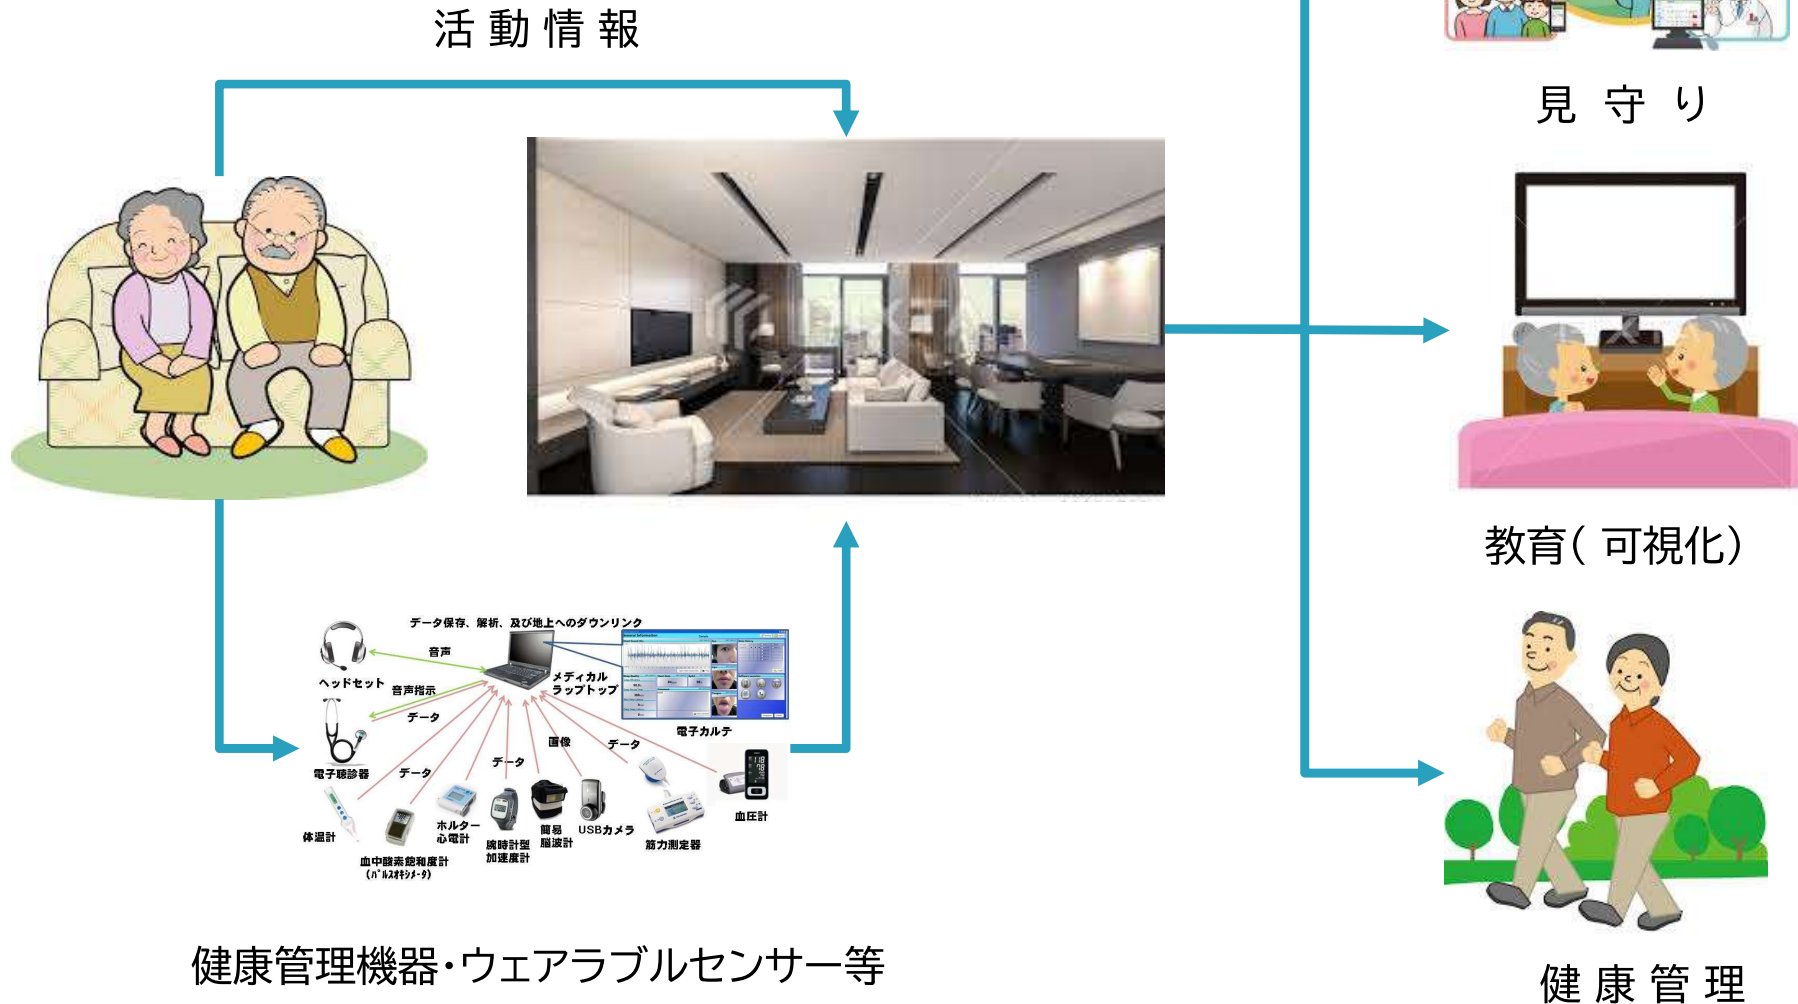 活動情報
見守り
教育(可視化)
データ保存、解析、及び地上へのダウンリンク
音声
ヘッドセット
メディカル
ラップトップ
音声指示
データ
電子カルテ
画像
データ
電子聴診器
データ
データ
体温計
血中酸素飽和度計
(パルスオキシメータ)
ホルター
心電計
腕時計型
加速度計
簡易
脳波計
USBカメラ
筋力測定器
血圧計
健康管理機器・ウェアラブルセンサー等
健康管理